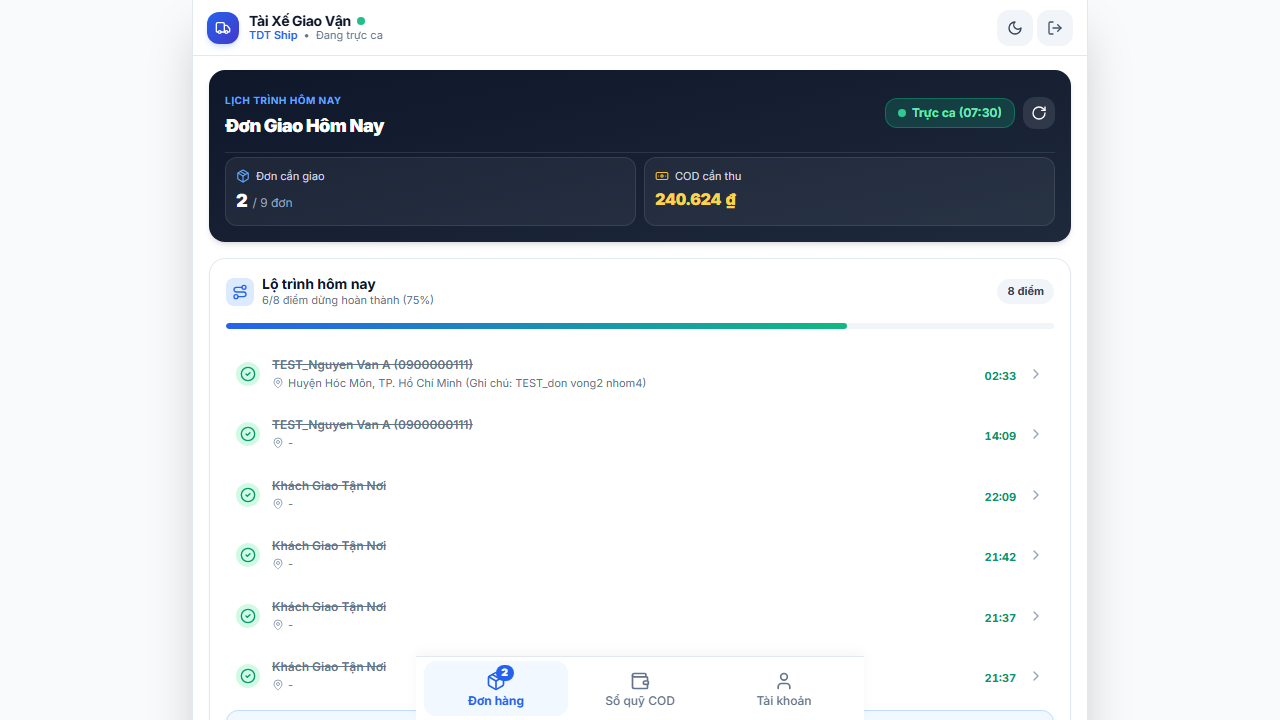 Tài Xế Giao Vận
TDT Ship • Đang trực ca
LỊCH TRÌNH HÔM NAY
Đơn Giao Hôm Nay
Trực ca (07:30)
Đơn cần giao
2 / 9 đơn
COD cần thu
240.624 ₫
Lộ trình hôm nay
6/8 điểm dừng hoàn thành (75%)
8 điểm
TEST_Nguyen Van A (0900000111)
Huyện Hóc Môn, TP. Hồ Chí Minh (Ghi chú: TEST_don vong2 nhom4)
02:33
TEST_Nguyen Van A (0900000111)
-
14:09
Khách Giao Tận Nơi
-
22:09
Khách Giao Tận Nơi
-
21:42
Khách Giao Tận Nơi
-
21:37
Khách Giao Tận Nơi
-
21:37
2
Đơn hàng
Sổ quỹ COD
Tài khoản